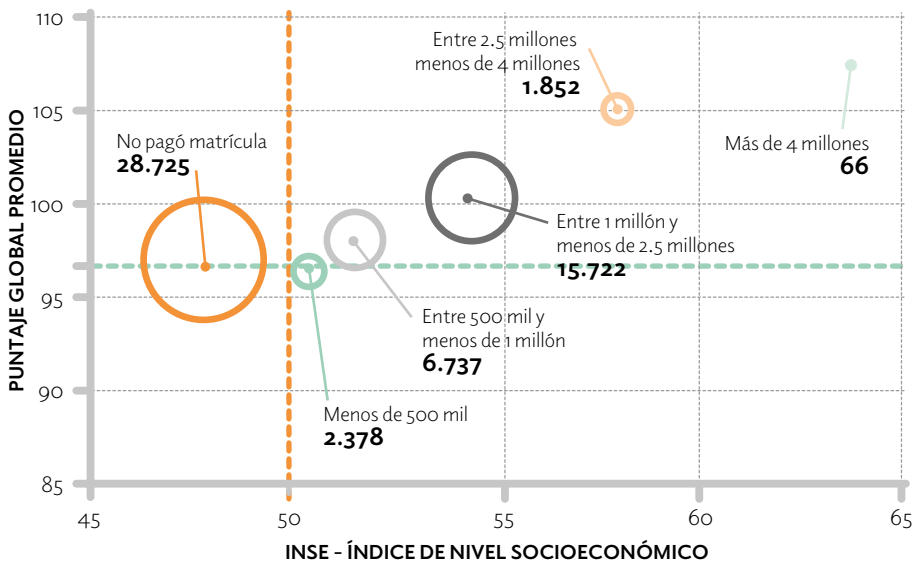 PUNTAJE GLOBAL PROMEDIO
110
105
100
95
90
85
No pagó matrícula
28.725
Entre 2.5 millones
menos de 4 millones
1.852
Más de 4 millones
66
Entre 1 millón y
menos de 2.5 millones
15.722
Entre 500 mil y
menos de 1 millón
6.737
Menos de 500 mil
2.378
45
50
55
60
65
INSE - ÍNDICE DE NIVEL SOCIOECONÓMICO